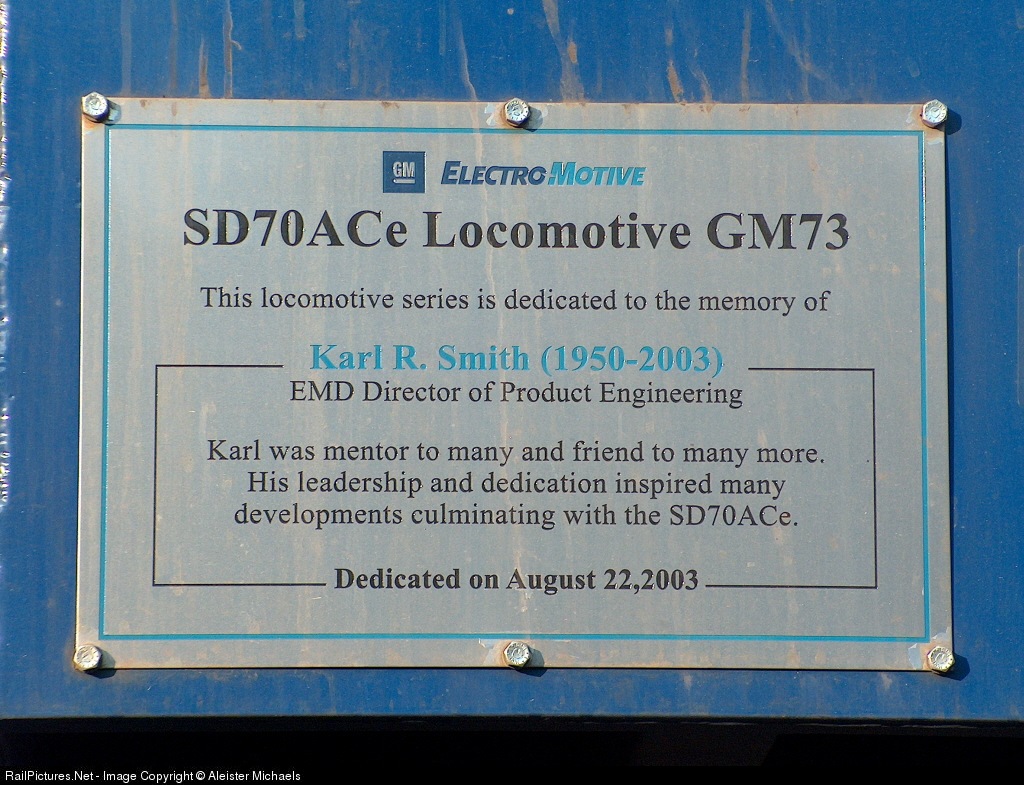 GM ELECTRO-MOTIVE
SD70ACe Locomotive GM73
This locomotive series is dedicated to the memory of
Karl R. Smith (1950-2003)
EMD Director of Product Engineering
Karl was mentor to many and friend to many more.
His leadership and dedication inspired many
developments culminating with the SD70ACe.
Dedicated on August 22,2003
RailPictures.Net - Image Copyright © Aleister Michaels